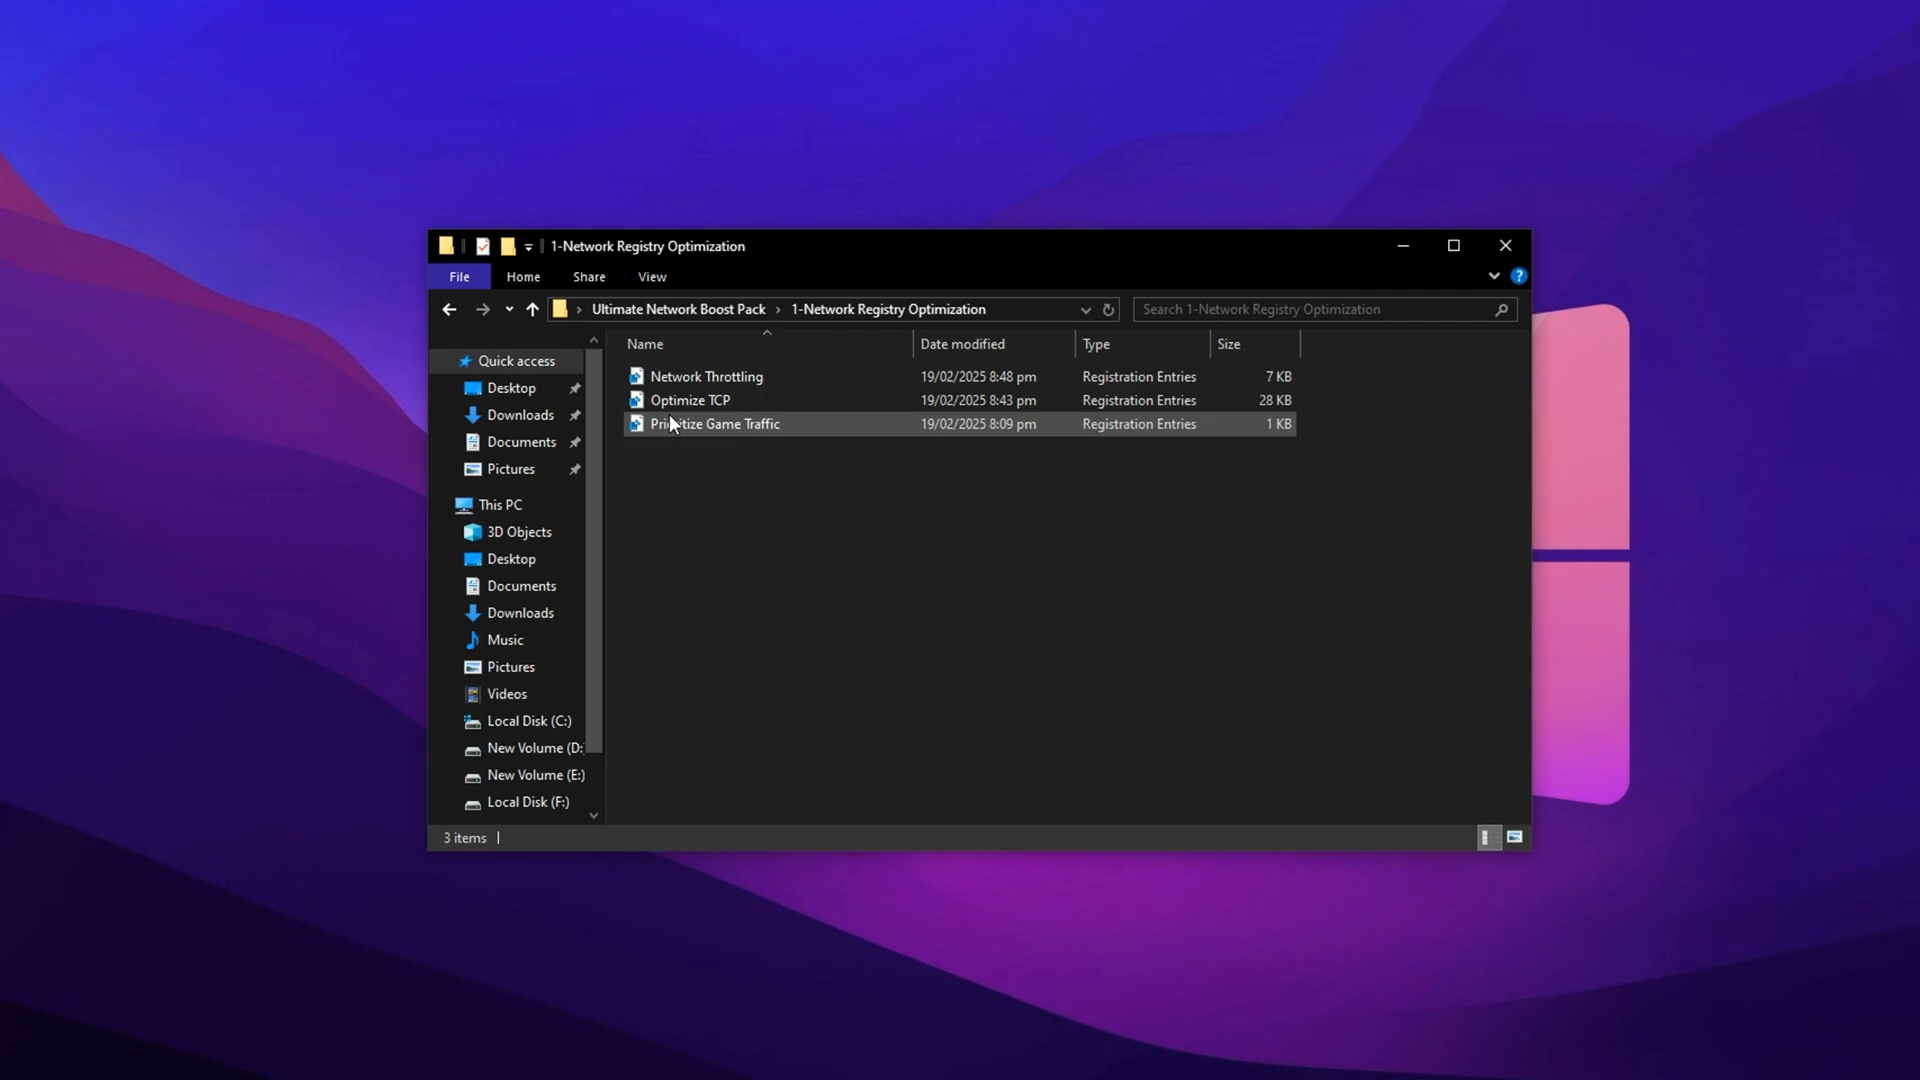 1-Network Registry Optimization
File Home Share View
Ultimate Network Boost Pack > 1-Network Registry Optimization Search 1-Network Registry Optimization
Name Date modified Type Size
Network Throttling 19/02/2025 8:48 pm Registration Entries 7 KB
Optimize TCP 19/02/2025 8:43 pm Registration Entries 28 KB
Prioritize Game Traffic 19/02/2025 8:09 pm Registration Entries 1 KB
Quick access
Desktop
Downloads
Documents
Pictures
This PC
3D Objects
Desktop
Documents
Downloads
Music
Pictures
Videos
Local Disk (C:)
New Volume (D:
New Volume (E:)
Local Disk (F:)
3 items